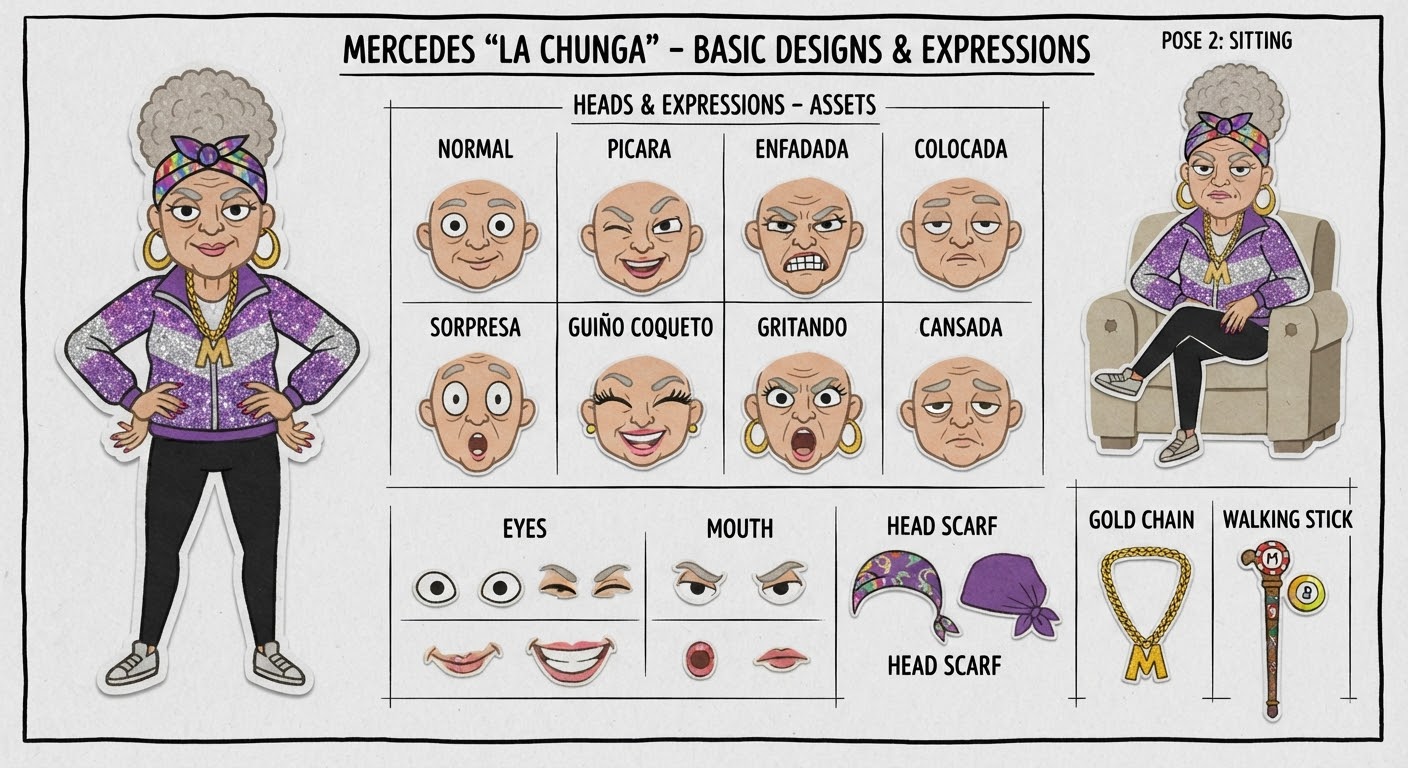 MERCEDES “LA CHUNGA” – BASIC DESIGNS & EXPRESSIONS
POSE 2: SITTING
HEADS & EXPRESSIONS – ASSETS
NORMAL
PICARA
ENFADADA
COLOCADA
SORPRESA
GUIÑO COQUETO
GRITANDO
CANSADA
EYES
MOUTH
HEAD SCARF
HEAD SCARF
GOLD CHAIN
WALKING STICK
M
M
M
M
8